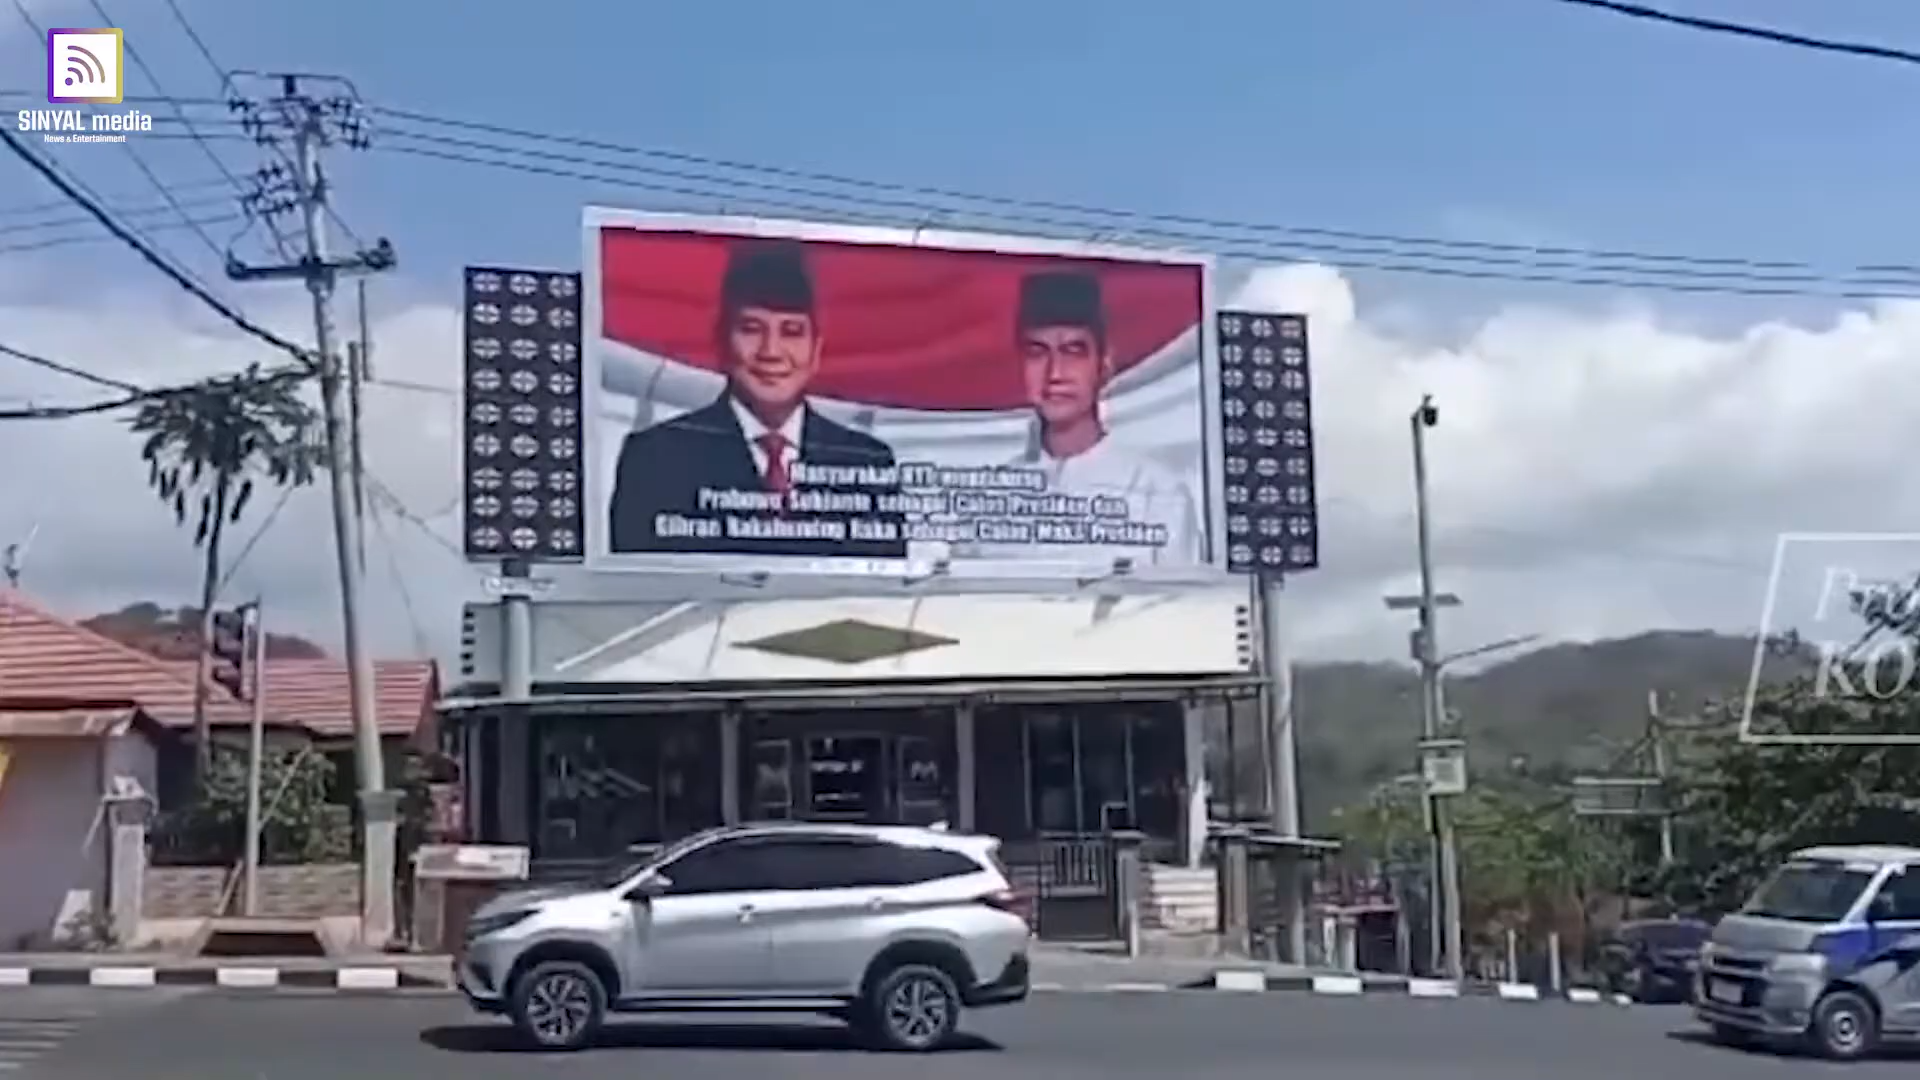 SINYAL media
News & Entertainment
Masyarakat NTT mendukung
Prabowo Subianto sebagai Calon Presiden dan
Gibran Rakabuming Raka sebagai Calon Wakil Presiden
KO